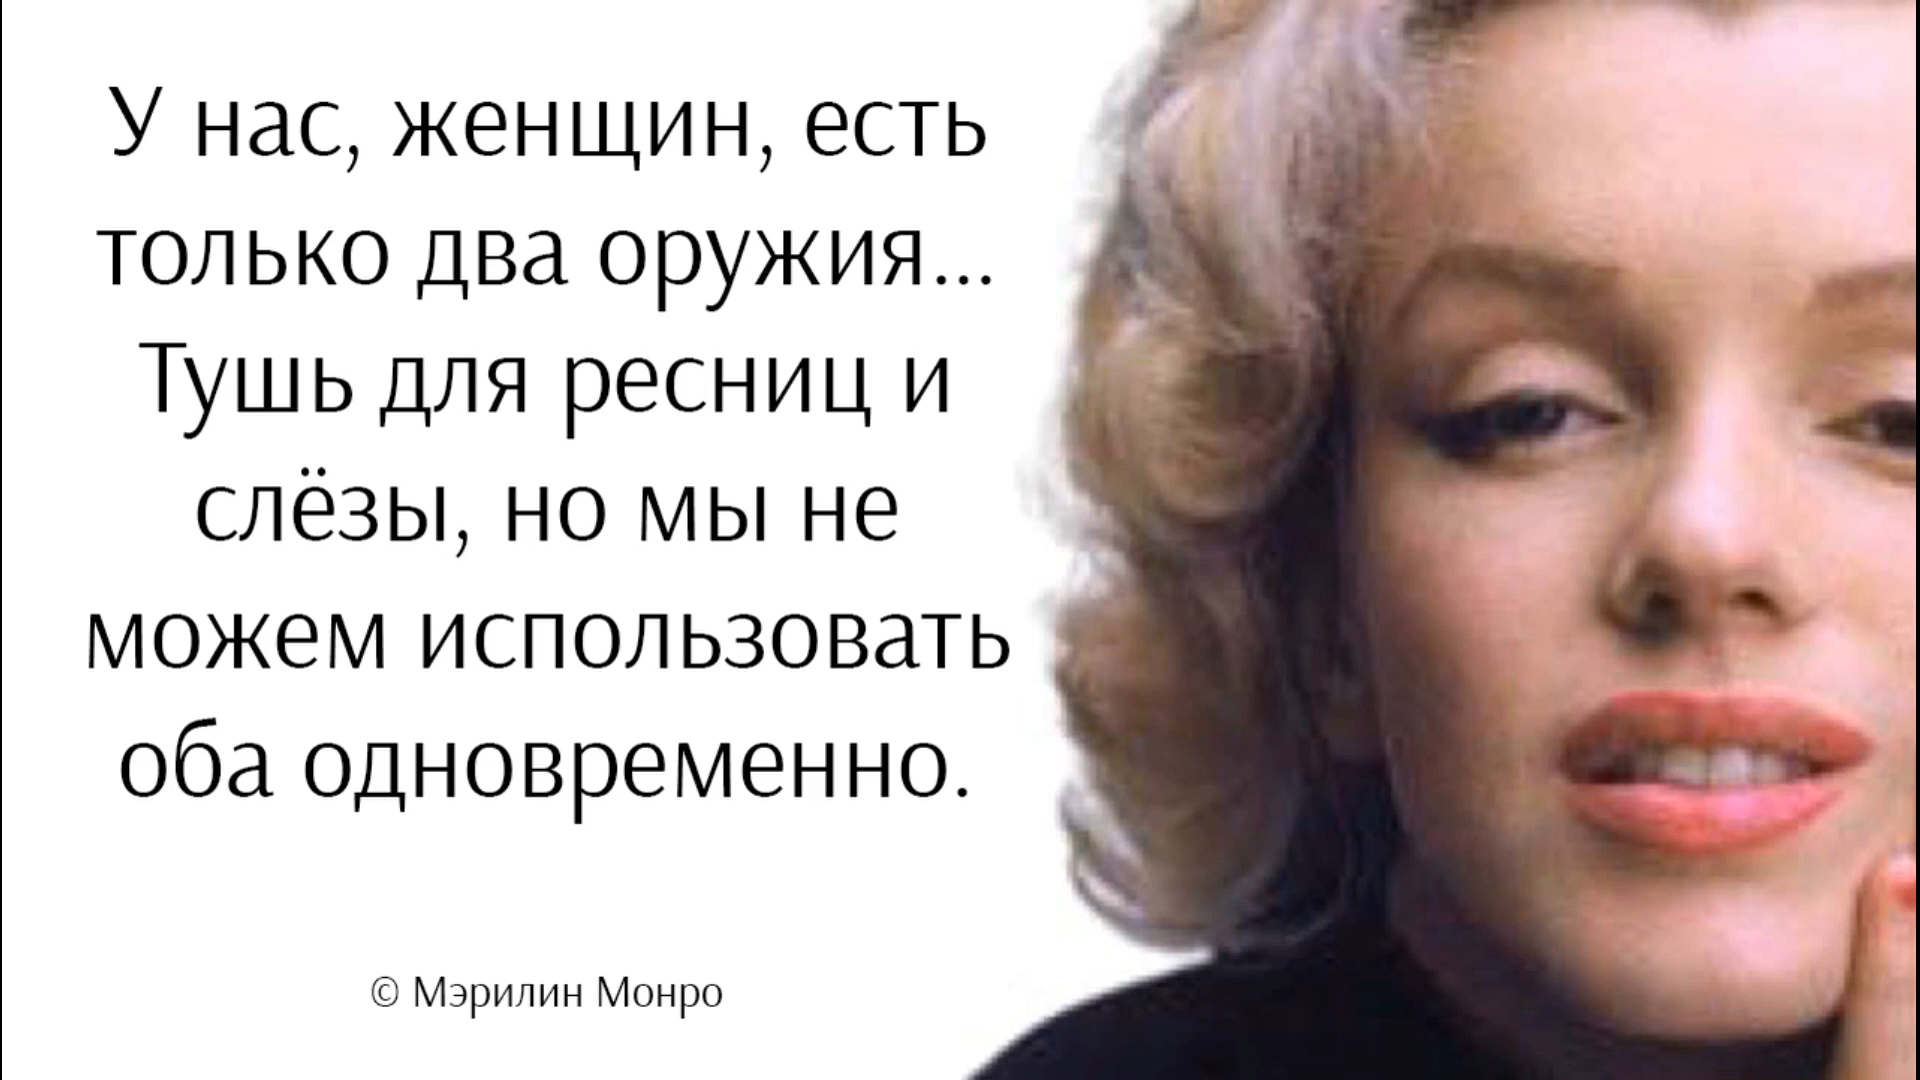 У нас, женщин, есть
только два оружия...
Тушь для ресниц и
слёзы, но мы не
можем использовать
оба одновременно.
© Мэрилин Монро